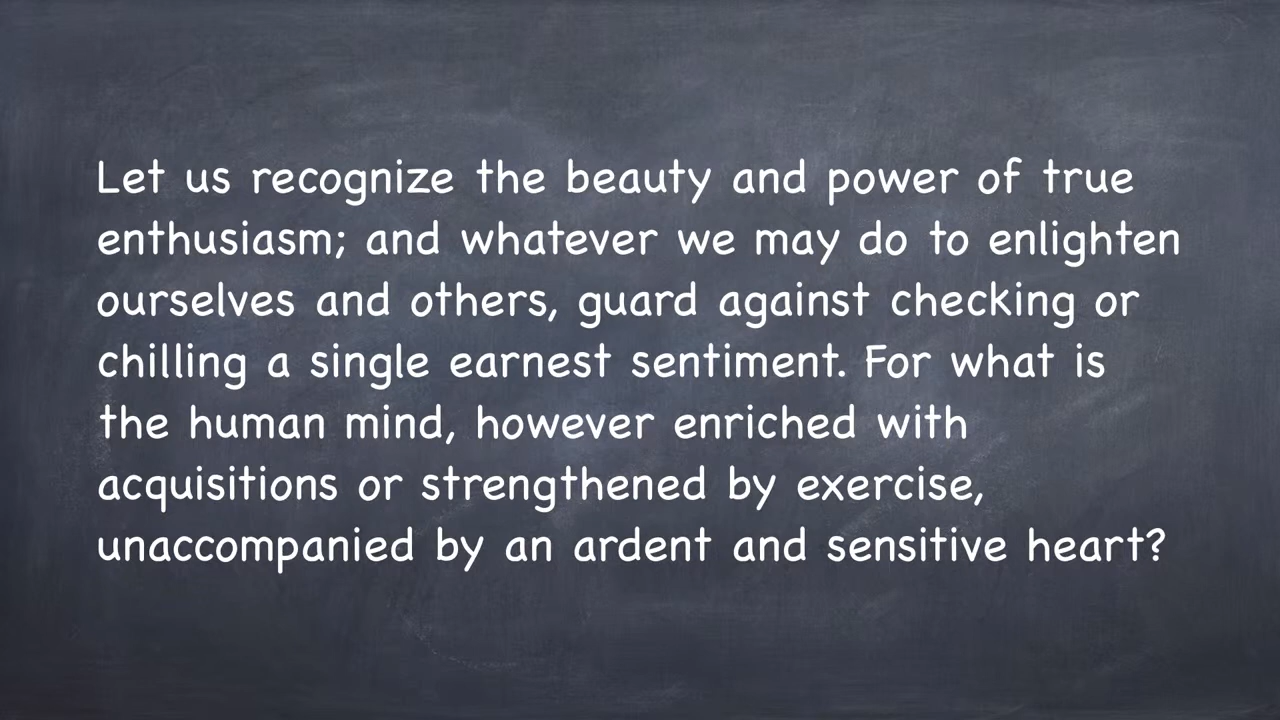 Let us recognize the beauty and power of true
enthusiasm; and whatever we may do to enlighten
ourselves and others, guard against checking or
chilling a single earnest sentiment. For what is
the human mind, however enriched with
acquisitions or strengthened by exercise,
unaccompanied by an ardent and sensitive heart?